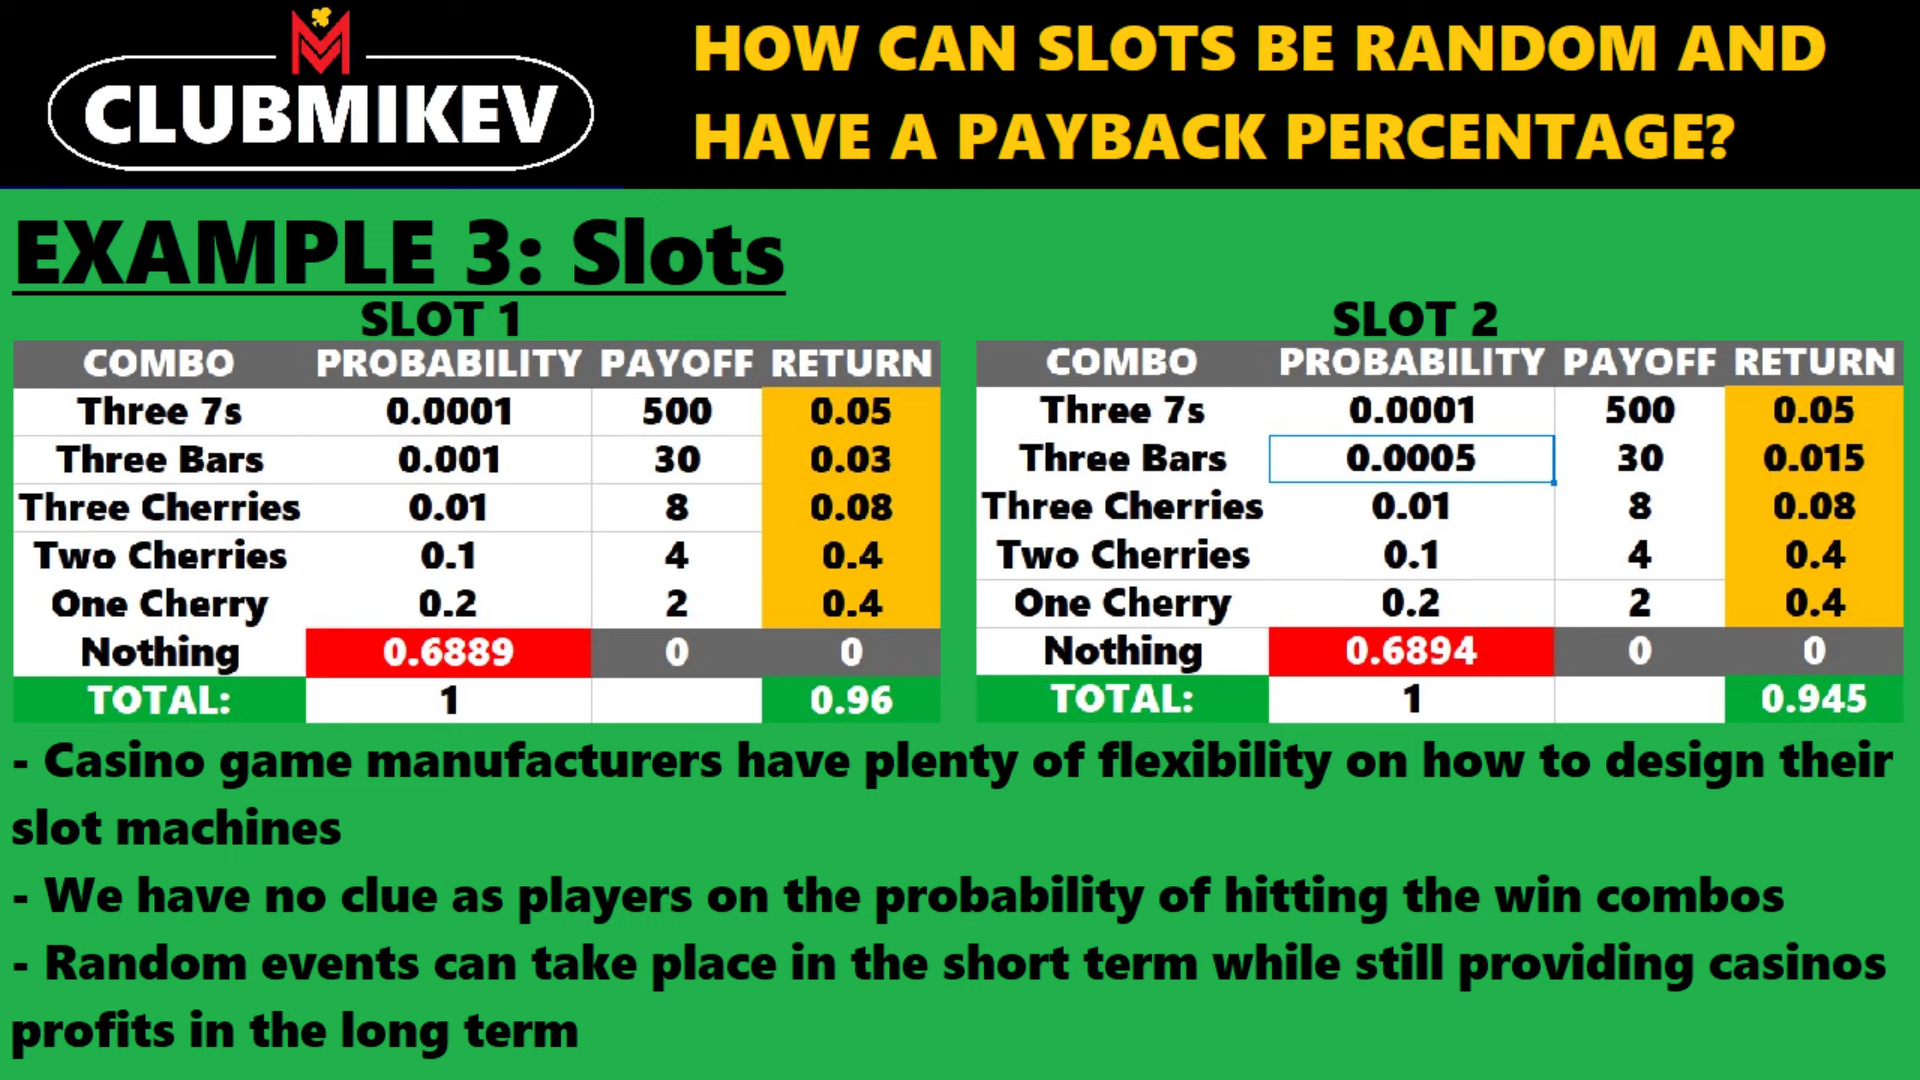 CLUBMIKEV
HOW CAN SLOTS BE RANDOM AND
HAVE A PAYBACK PERCENTAGE?
EXAMPLE 3: Slots
SLOT 1
COMBO PROBABILITY PAYOFF RETURN
Three 7s 0.0001 500 0.05
Three Bars 0.001 30 0.03
Three Cherries 0.01 8 0.08
Two Cherries 0.1 4 0.4
One Cherry 0.2 2 0.4
Nothing 0.6889 0 0
TOTAL: 1 0.96
SLOT 2
COMBO PROBABILITY PAYOFF RETURN
Three 7s 0.0001 500 0.05
Three Bars 0.0005 30 0.015
Three Cherries 0.01 8 0.08
Two Cherries 0.1 4 0.4
One Cherry 0.2 2 0.4
Nothing 0.6894 0 0
TOTAL: 1 0.945
- Casino game manufacturers have plenty of flexibility on how to design their
slot machines
- We have no clue as players on the probability of hitting the win combos
- Random events can take place in the short term while still providing casinos
profits in the long term